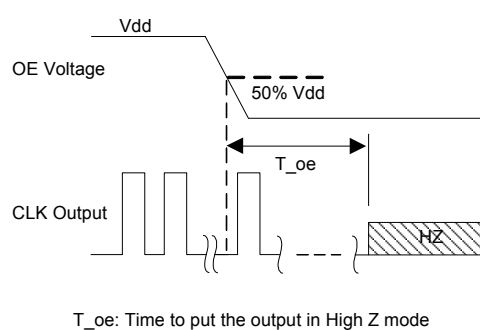 Vdd
OE Voltage
50% Vdd
T_oe
CLK Output
HZ
T_oe: Time to put the output in High Z mode